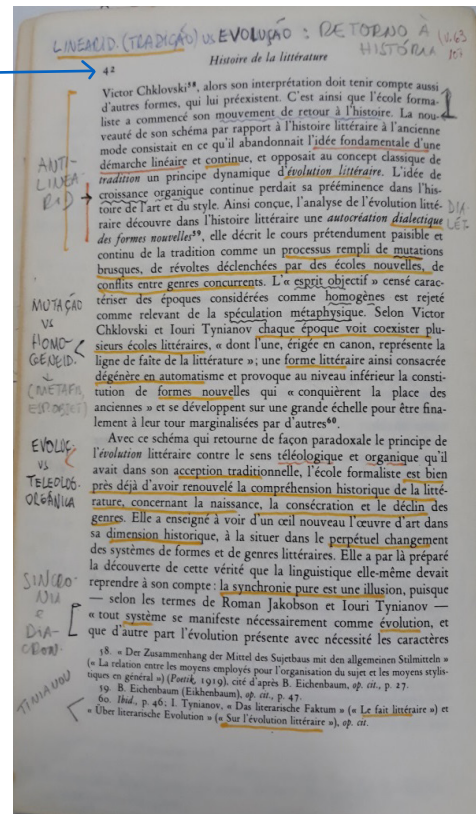 LINEARID. (TRADIÇÃO) VS EVOLUÇÃO : RETORNO À
HISTÓRIA
42
Histoire de la littérature
Victor Chklovski⁵⁸, alors son interprétation doit tenir compte aussi
d'autres formes, qui lui préexistent. C'est ainsi que l'école forma-
liste a commencé son mouvement de retour à l'histoire. La nou-
veauté de son schéma par rapport à l'histoire littéraire à l'ancienne
mode consistait en ce qu'il abandonnait l'idée fondamentale d'une
démarche linéaire et continue, et opposait au concept classique de
tradition un principe dynamique d'évolution littéraire. L'idée de
croissance organique continue perdait sa prééminence dans l'his-
toire de l'art et du style. Ainsi conçue, l'analyse de l'évolution litté-
raire découvre dans l'histoire littéraire une autocréation dialectique
des formes nouvelles⁵⁹, elle décrit le cours prétendument paisible et
continu de la tradition comme un processus rempli de mutations
brusques, de révoltes déclenchées par des écoles nouvelles, de
conflits entre genres concurrents. L'« esprit objectif » censé carac-
tériser des époques considérées comme homogènes est rejeté
comme relevant de la spéculation métaphysique. Selon Victor
Chklovski et Iouri Tynianov chaque époque voit coexister plu-
sieurs écoles littéraires, « dont l'une, érigée en canon, représente la
ligne de faîte de la littérature » ; une forme littéraire ainsi consacrée
dégénère en automatisme et provoque au niveau inférieur la consti-
tution de formes nouvelles qui « conquièrent la place des
anciennes » et se développent sur une grande échelle pour être fina-
lement à leur tour marginalisées par d'autres⁶⁰.
Avec ce schéma qui retourne de façon paradoxale le principe de
l'évolution littéraire contre le sens téléologique et organique qu'il
avait dans son acception traditionnelle, l'école formaliste est bien
près déjà d'avoir renouvelé la compréhension historique de la litté-
rature, concernant la naissance, la consécration et le déclin des
genres. Elle a enseigné à voir d'un œil nouveau l'œuvre d'art dans
sa dimension historique, à la situer dans le perpétuel changement
des systèmes de formes et de genres littéraires. Elle a par là préparé
la découverte de cette vérité que la linguistique elle-même devait
reprendre à son compte : la synchronie pure est une illusion, puisque
— selon les termes de Roman Jakobson et Iouri Tynianov —
« tout système se manifeste nécessairement comme évolution, et
que d'autre part l'évolution présente avec nécessité les caractères
58. « Der Zusammenhang der Mittel des Sujetbaus mit den allgemeinen Stilmitteln »
(« La relation entre les moyens employés pour l'organisation du sujet et les moyens stylis-
tiques en général ») (Poetik, 1919), cité d'après B. Eichenbaum, op. cit., p. 27.
59. B. Eichenbaum (Eikhenbaum), op. cit., p. 47.
60. Ibid., p. 46 ; I. Tynianov, « Das literarische Faktum » (« Le fait littéraire ») et
« Über literarische Evolution » (« Sur l'évolution littéraire »), op. cit.
ANTI-
LINEA
RID
DIA
LÉT.
MUTAÇÃO
VS
HOMO-
GENEID.
(METAFIS,
ESP. OBJET)
EVOLUÇ.
VS
TELEOLOG.
ORGÂNICA
SINCRO-
NIA
E
DIA-
CRON.
TINIANOV